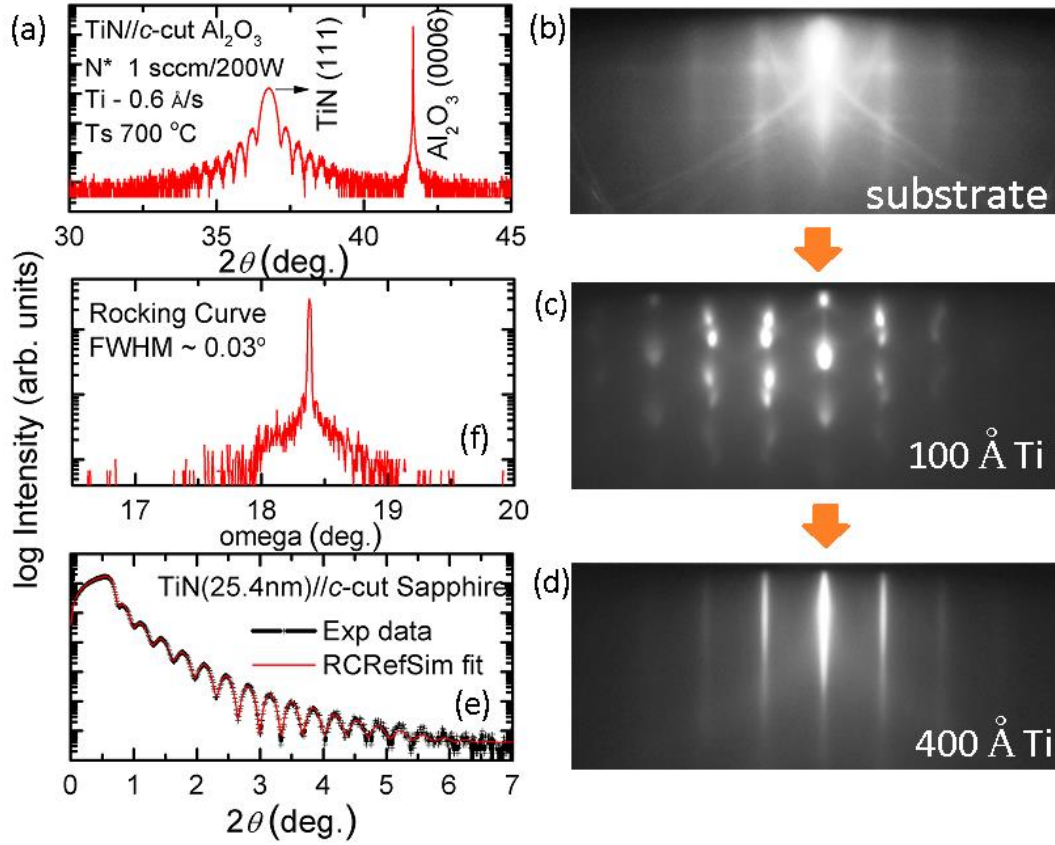 (a)
TiN//c-cut Al₂O₃
N* 1 sccm/200W
Ti - 0.6 Å/s
Ts 700 °C
TiN (111)
Al₂O₃ (0006)
30 35 40 45
2θ (deg.)
log Intensity (arb. units)
Rocking Curve
FWHM ~ 0.03°
(f)
17 18 19 20
omega (deg.)
TiN(25.4nm)//c-cut Sapphire
Exp data
RCRefSim fit
(e)
0 1 2 3 4 5 6 7
2θ (deg.)
(b)
substrate
(c)
100 Å Ti
(d)
400 Å Ti